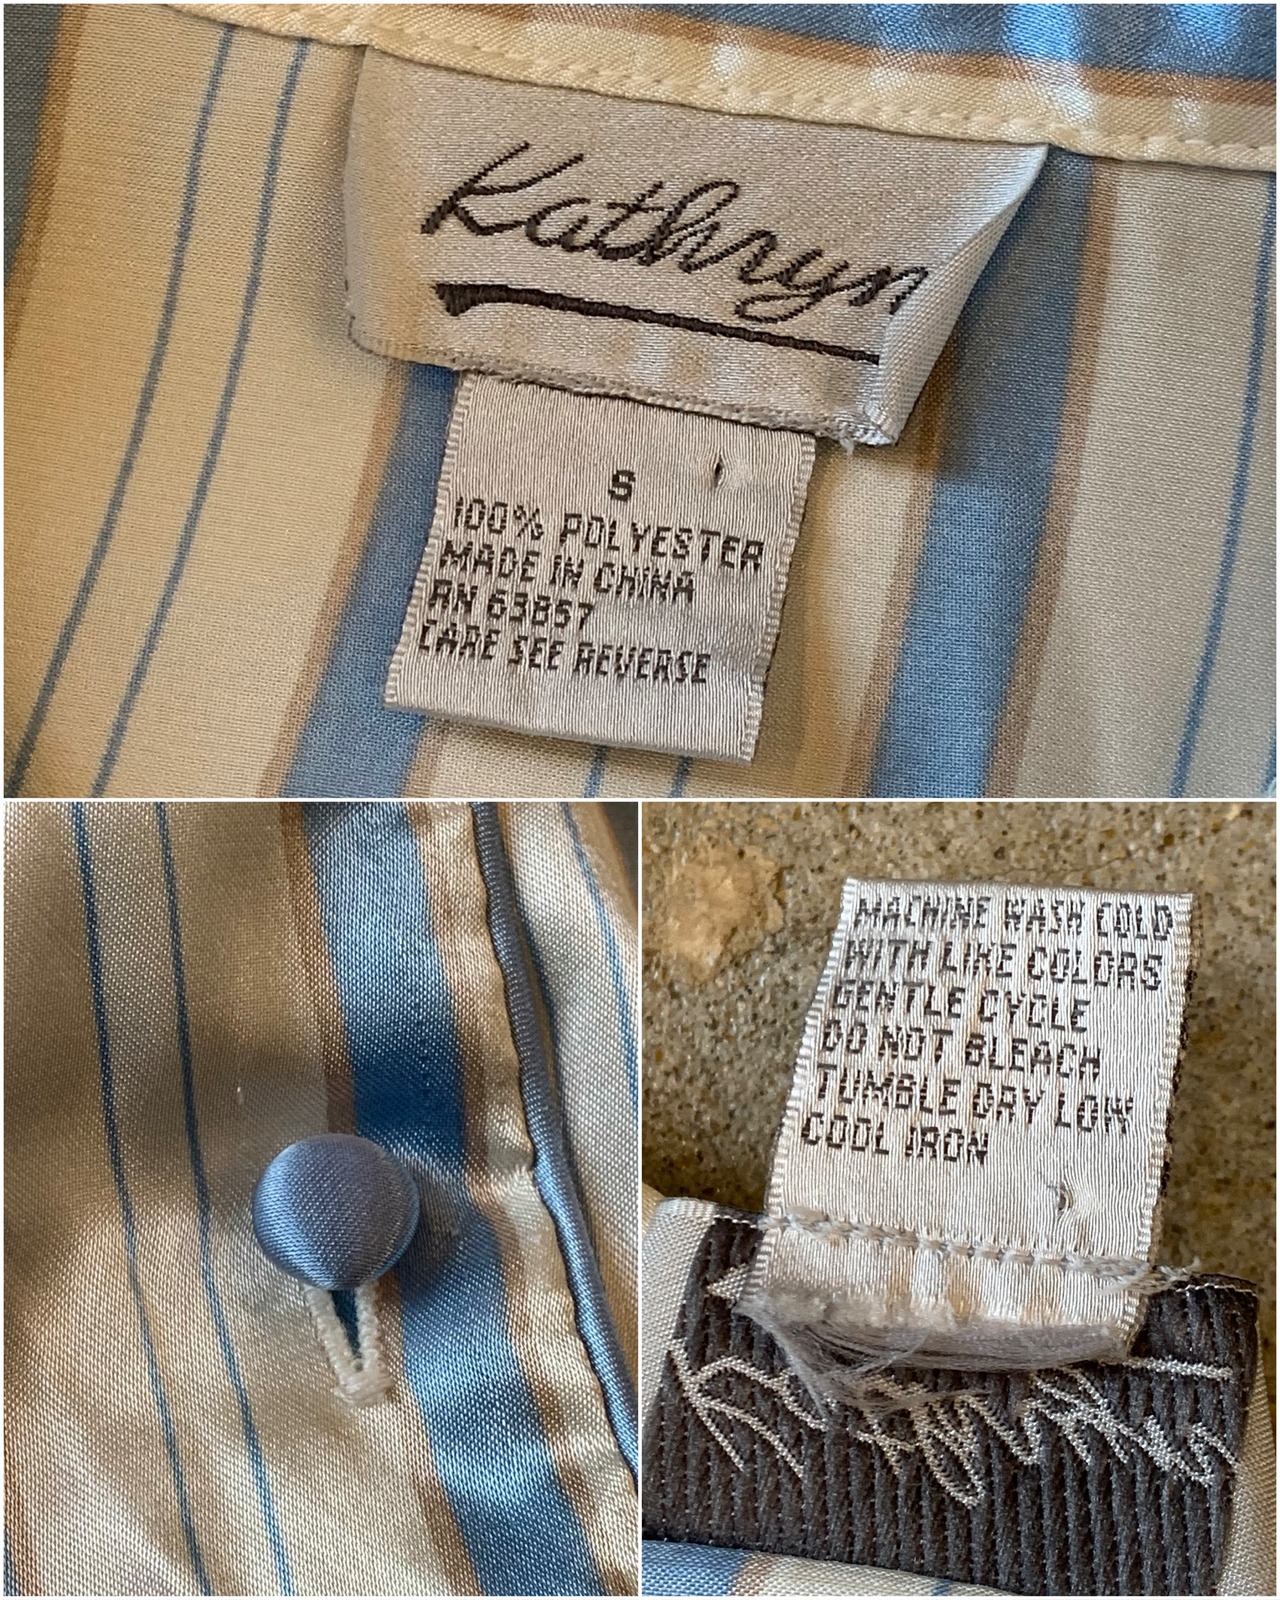 Kathryn
S
100% POLYESTER
MADE IN CHINA
RN 63857
CARE SEE REVERSE
MACHINE WASH COLD
WITH LIKE COLORS
GENTLE CYCLE
DO NOT BLEACH
TUMBLE DRY LOW
COOL IRON